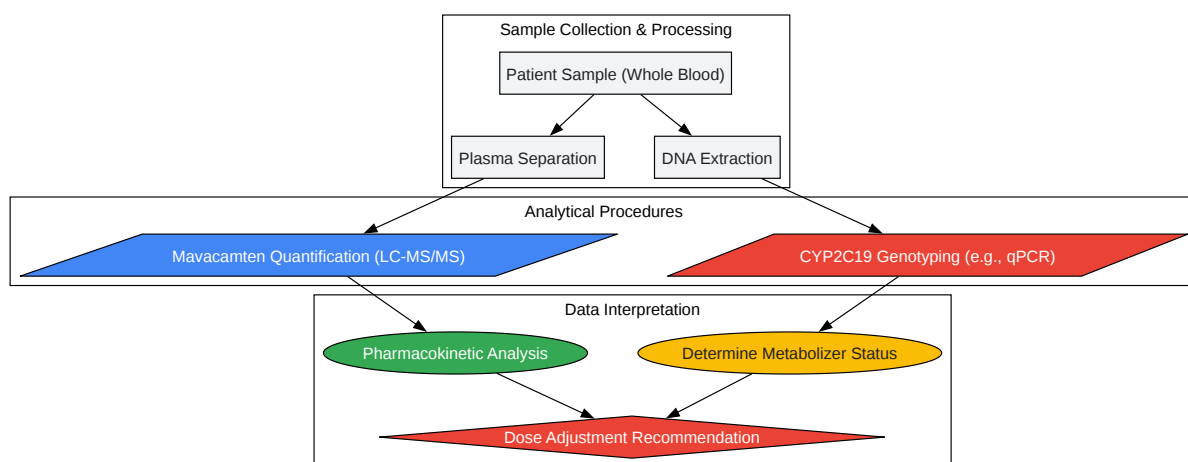 Sample Collection & Processing
Patient Sample (Whole Blood)
Plasma Separation
DNA Extraction
Analytical Procedures
Mavacamten Quantification (LC-MS/MS)
CYP2C19 Genotyping (e.g., qPCR)
Data Interpretation
Pharmacokinetic Analysis
Determine Metabolizer Status
Dose Adjustment Recommendation